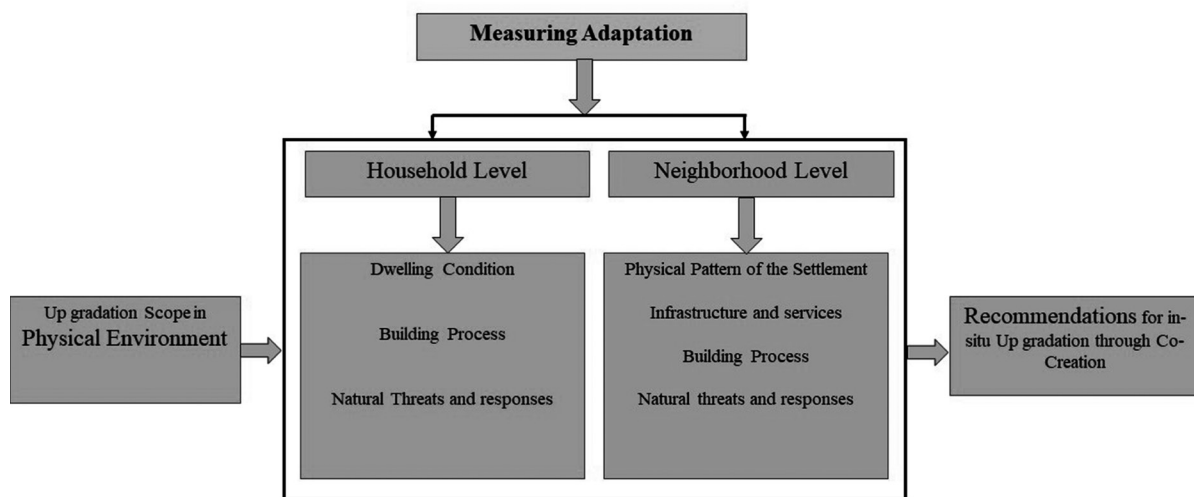 Measuring Adaptation
Household Level
Neighborhood Level
Dwelling Condition
Building Process
Natural Threats and responses
Physical Pattern of the Settlement
Infrastructure and services
Building Process
Natural threats and responses
Up gradation Scope in
Physical Environment
Recommendations for in-
situ Up gradation through Co-
Creation